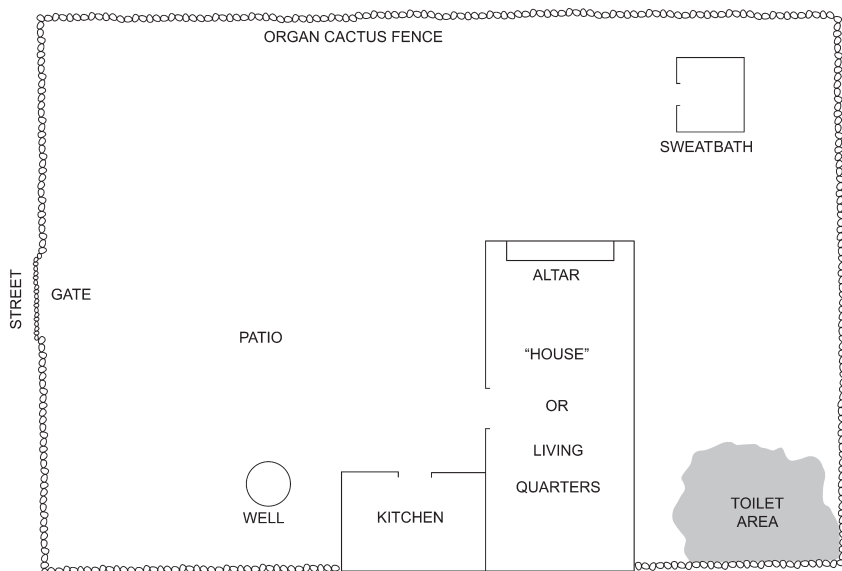 ORGAN CACTUS FENCE
SWEATBATH
STREET
GATE
ALTAR
PATIO
“HOUSE”
OR
LIVING
QUARTERS
WELL
KITCHEN
TOILET
AREA